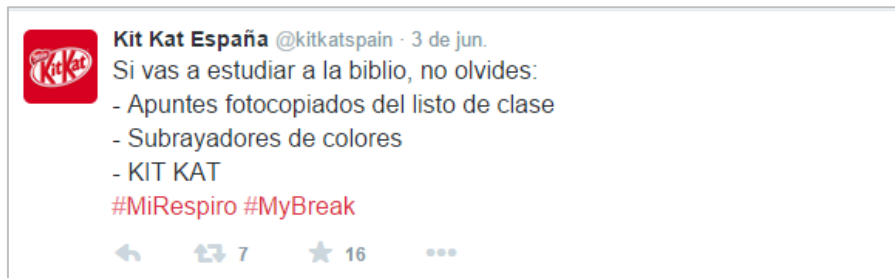 Nestlé
KitKat
Kit Kat España @kitkatspain · 3 de jun.
Si vas a estudiar a la biblio, no olvides:
- Apuntes fotocopiados del listo de clase
- Subrayadores de colores
- KIT KAT
#MiRespiro #MyBreak
7 16